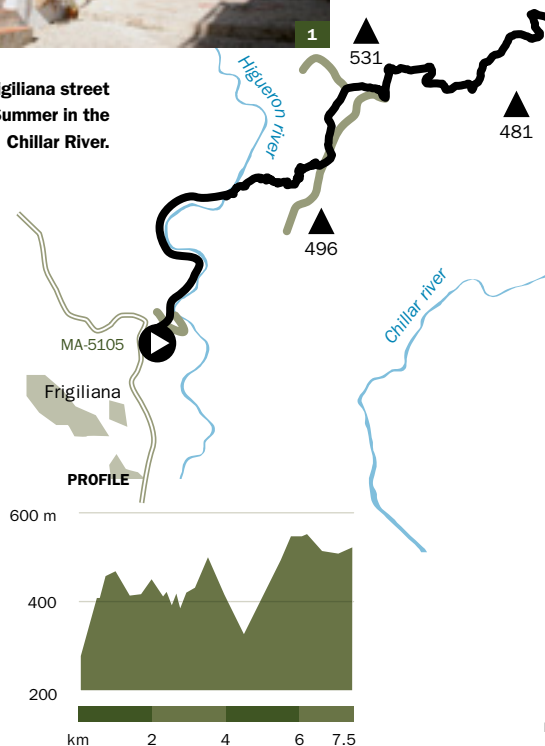 1
531
Higueron river
481
igiliana street
Summer in the
Chillar River.
496
Chillar river
MA-5105
Frigiliana
PROFILE
600 m
400
200
km 2 4 6 7.5